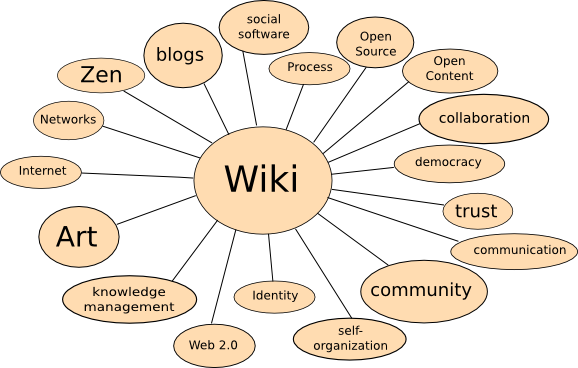 social
software
Open
Source
blogs
Process
Open
Content
Zen
Networks
collaboration
democracy
Internet
Wiki
trust
Art
communication
knowledge
management
Identity
community
Web 2.0
self-
organization